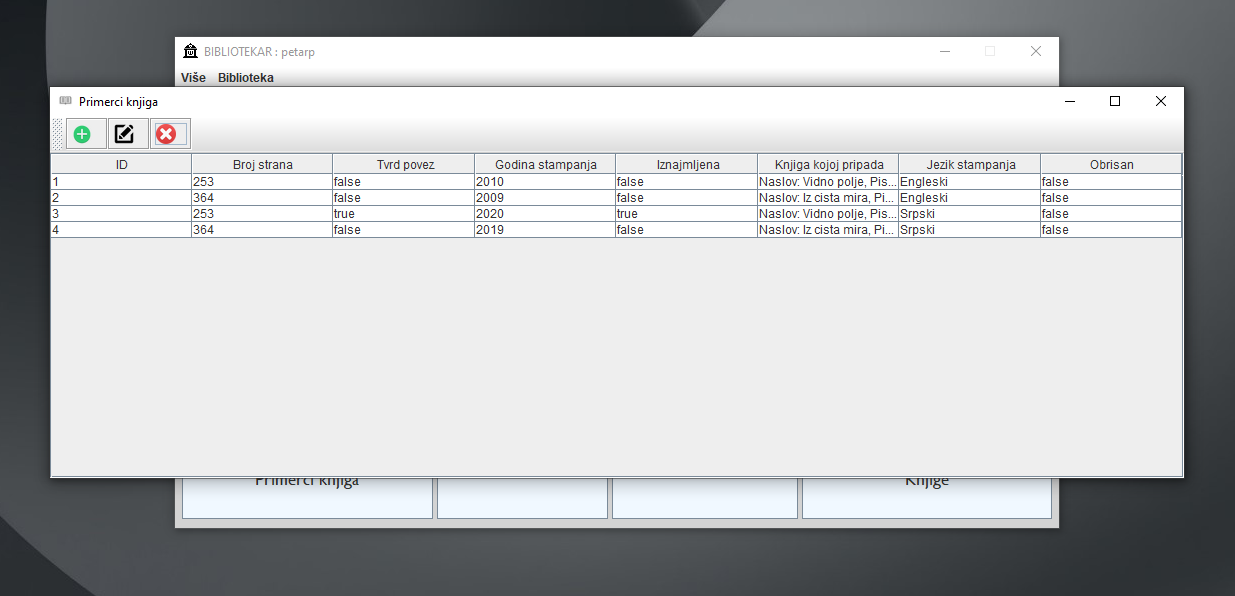 BIBLIOTEKAR : petarp
Više Biblioteka
Primerci knjiga
ID Broj strana Tvrd povez Godina stampanja Iznajmljena Knjiga kojoj pripada Jezik stampanja Obrisan
1 253 false 2010 false Naslov: Vidno polje, Pis... Engleski false
2 364 false 2009 false Naslov: Iz cista mira, Pi... Engleski false
3 253 true 2020 true Naslov: Vidno polje, Pis... Srpski false
4 364 false 2019 false Naslov: Iz cista mira, Pi... Srpski false
Primerci knjiga Knjige